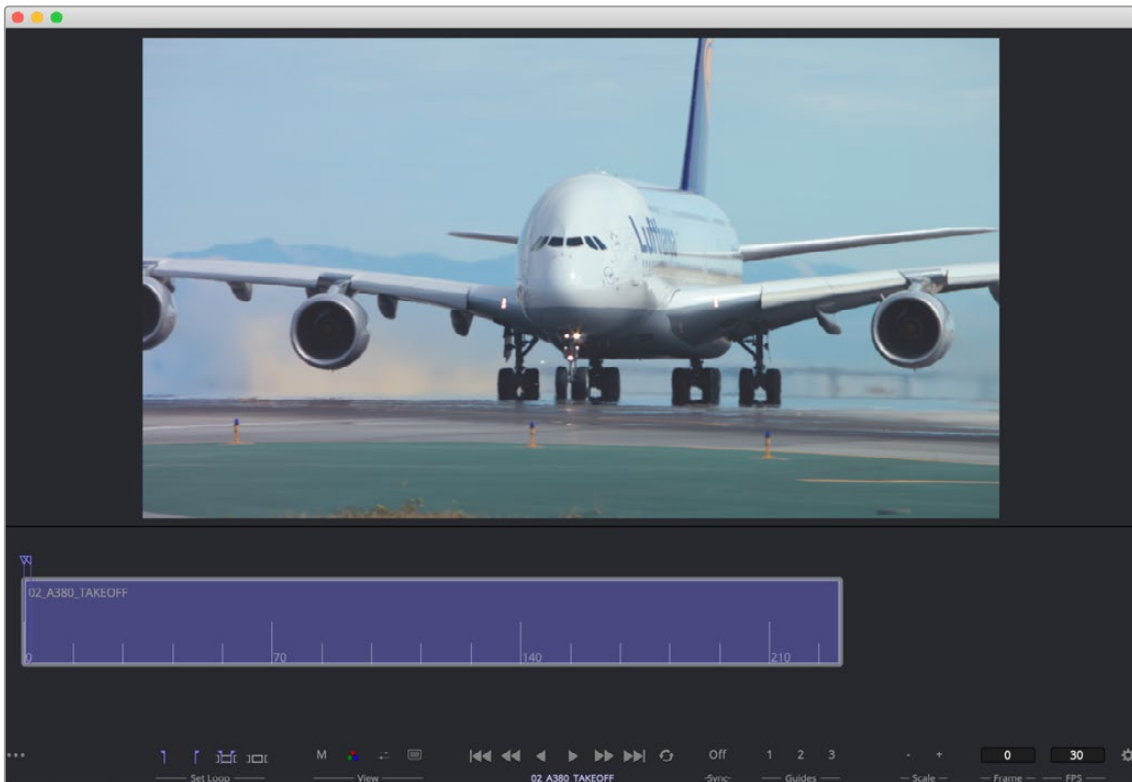 Lufthansa
02_A380_TAKEOFF
0 70 140 210
M Off 1 2 3 - + 0 30
Set Loop View 02_A380_TAKEOFF Sync Guides Scale Frame FPS